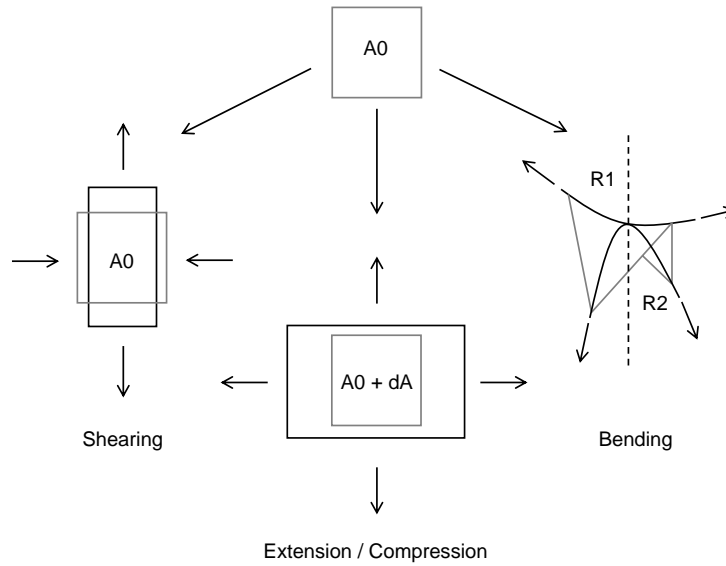 A0
R1
A0
R2
A0 + dA
Shearing
Bending
Extension / Compression